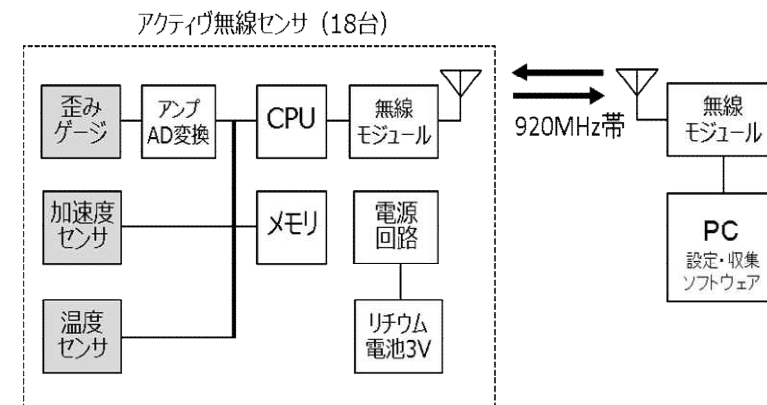 アクティヴ無線センサ (18台)
歪み
ゲージ
アンプ
AD変換
CPU
無線
モジュール
920MHz帯
無線
モジュール
加速度
センサ
メモリ
電源
回路
PC
設定・収集
ソフトウェア
温度
センサ
リチウム
電池3V